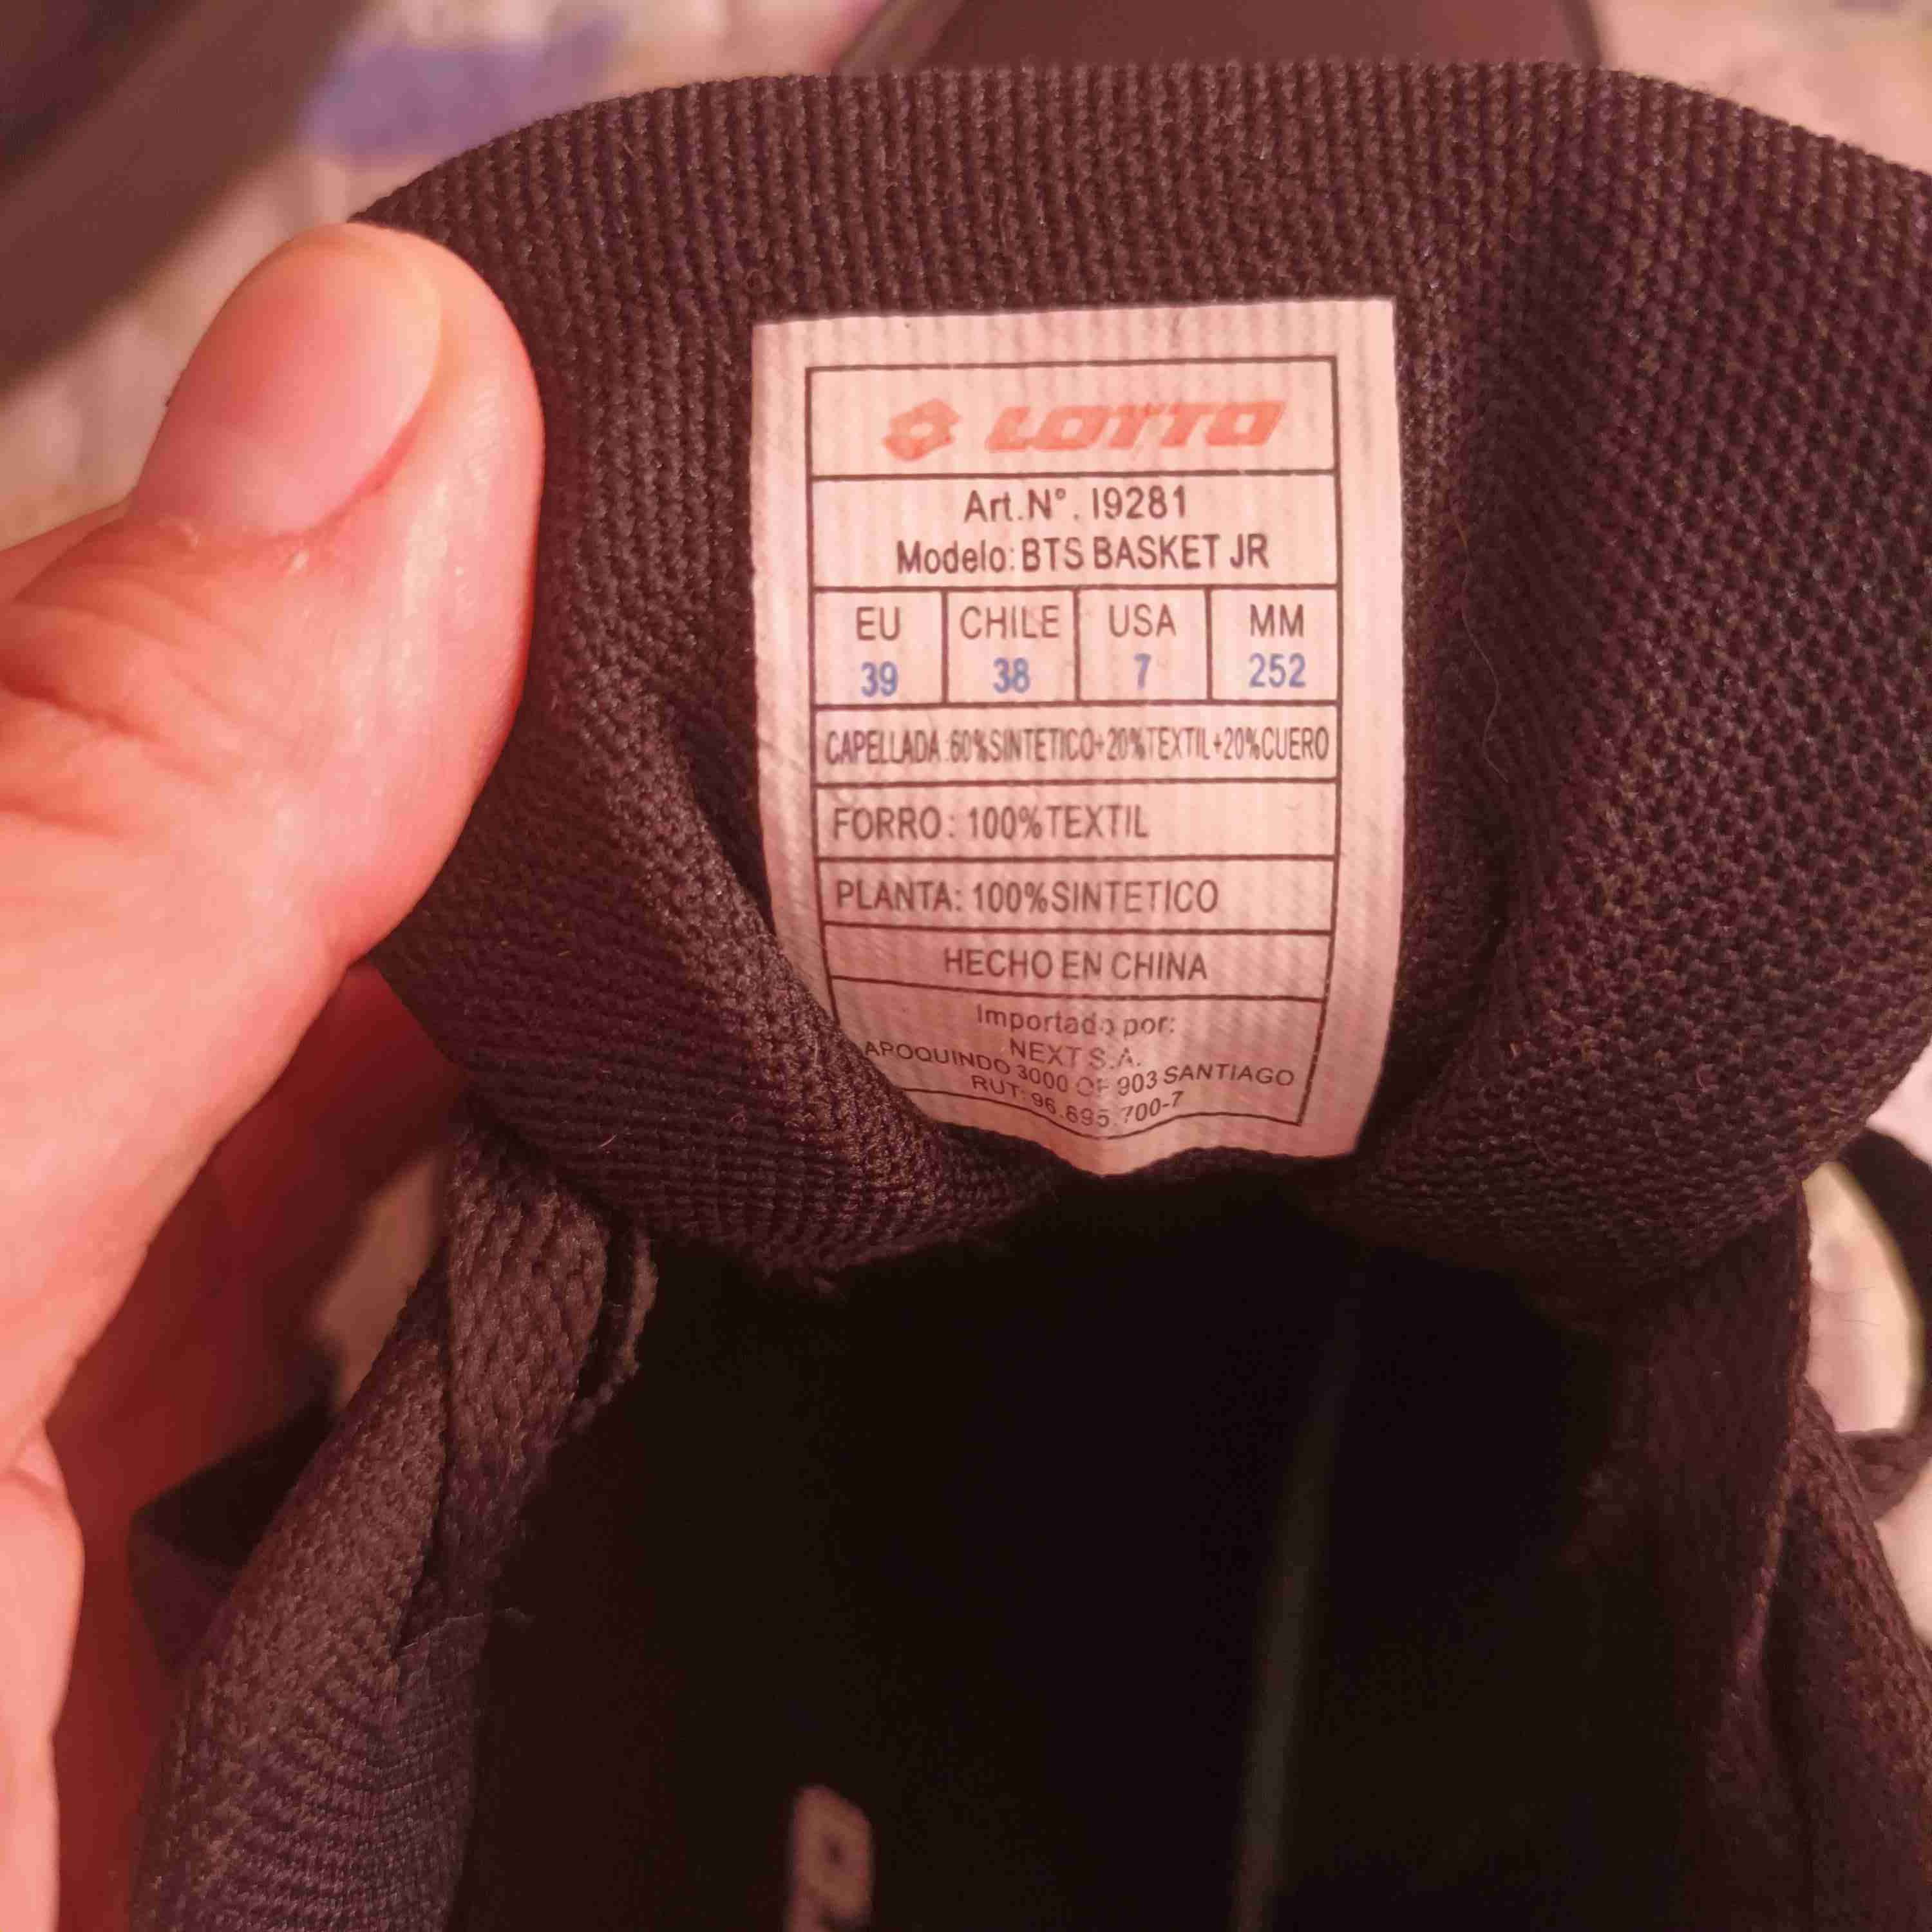 LOTTO
Art.N°. I9281
Modelo: BTS BASKET JR
EU CHILE USA MM
39 38 7 252
CAPELLADA:60%SINTETICO+20%TEXTIL+20%CUERO
FORRO: 100%TEXTIL
PLANTA: 100%SINTETICO
HECHO EN CHINA
Importado por:
NEXT S.A.
APOQUINDO 3000 OF 903 SANTIAGO
RUT: 96.695.700-7